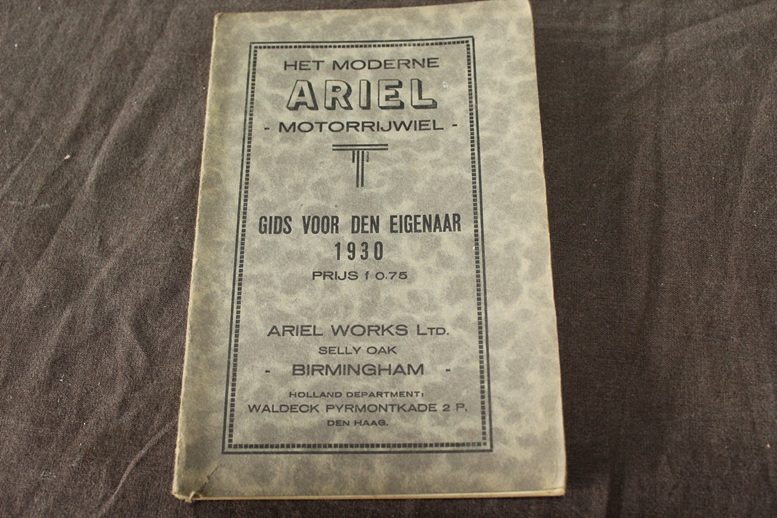 HET MODERNE
ARIEL
- MOTORRIJWIEL -
GIDS VOOR DEN EIGENAAR
1930
PRIJS f 0.75
ARIEL WORKS LTD.
SELLY OAK
- BIRMINGHAM -
HOLLAND DEPARTMENT:
WALDECK PYRMONTKADE 2 P.
DEN HAAG.